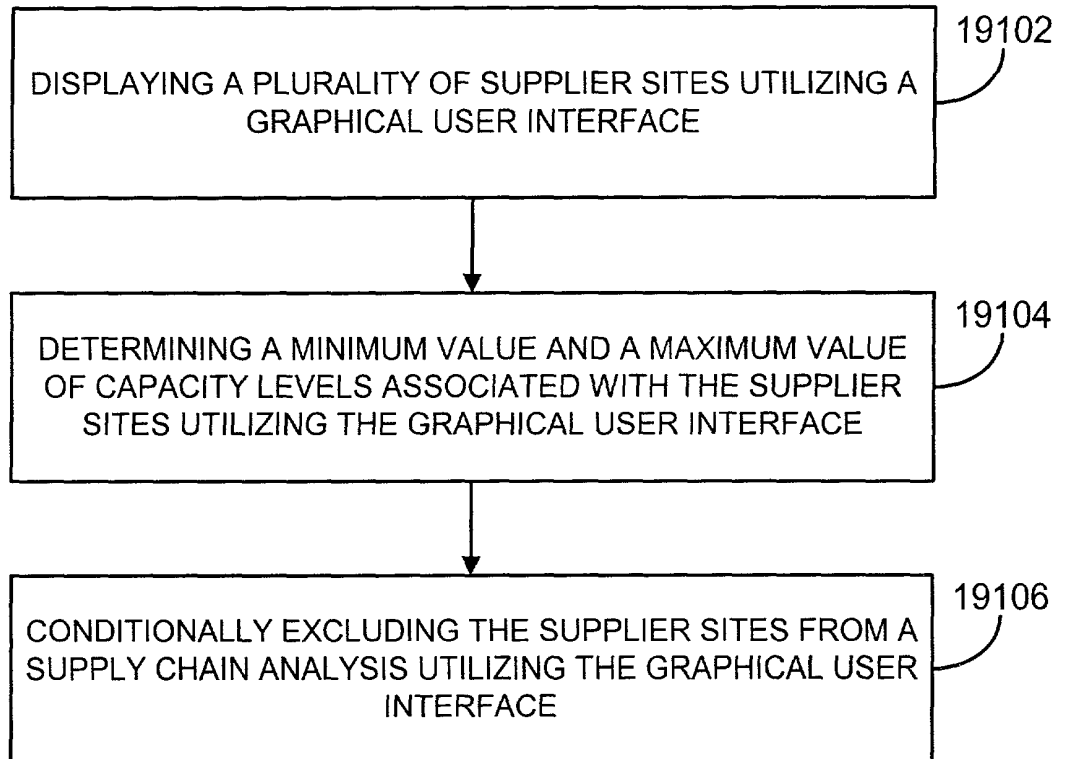 19102
DISPLAYING A PLURALITY OF SUPPLIER SITES UTILIZING A
GRAPHICAL USER INTERFACE
19104
DETERMINING A MINIMUM VALUE AND A MAXIMUM VALUE
OF CAPACITY LEVELS ASSOCIATED WITH THE SUPPLIER
SITES UTILIZING THE GRAPHICAL USER INTERFACE
19106
CONDITIONALLY EXCLUDING THE SUPPLIER SITES FROM A
SUPPLY CHAIN ANALYSIS UTILIZING THE GRAPHICAL USER
INTERFACE